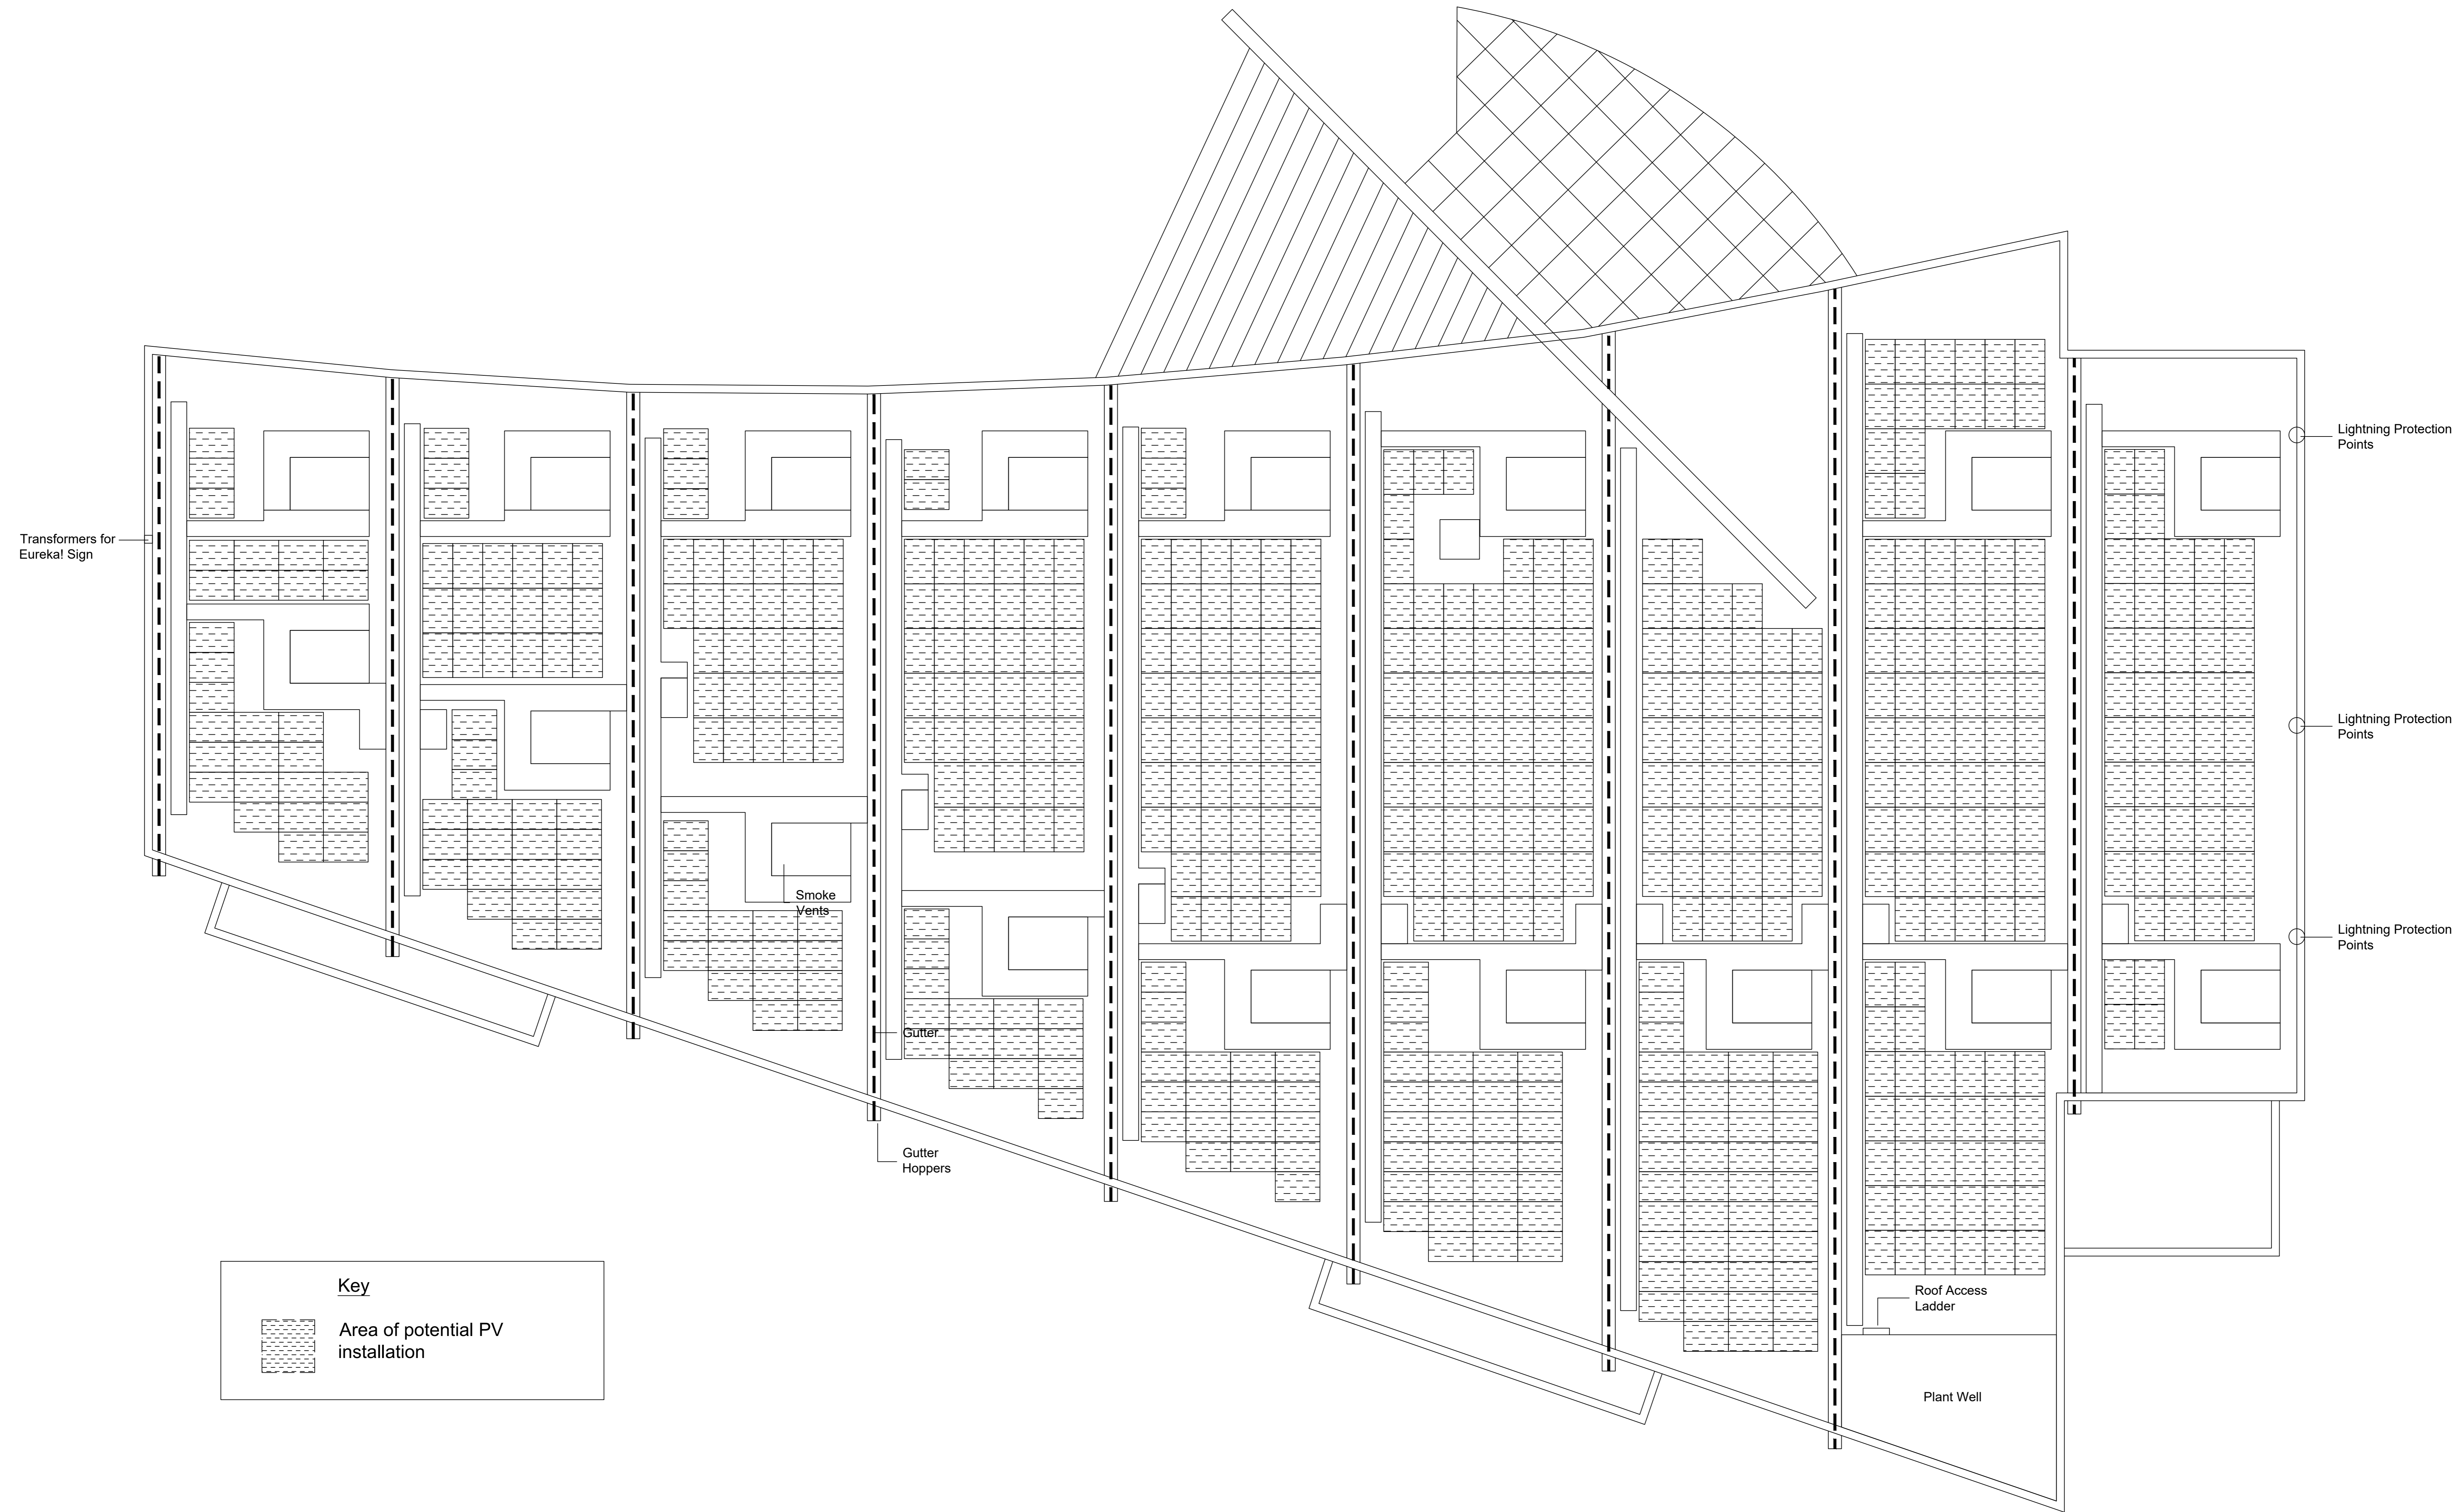 Lightning Protection
Points
Transformers for
Eureka! Sign
Lightning Protection
Points
Smoke
Vents
Lightning Protection
Points
Gutter
Gutter
Hoppers
Key
Area of potential PV
installation
Roof Access
Ladder
Plant Well